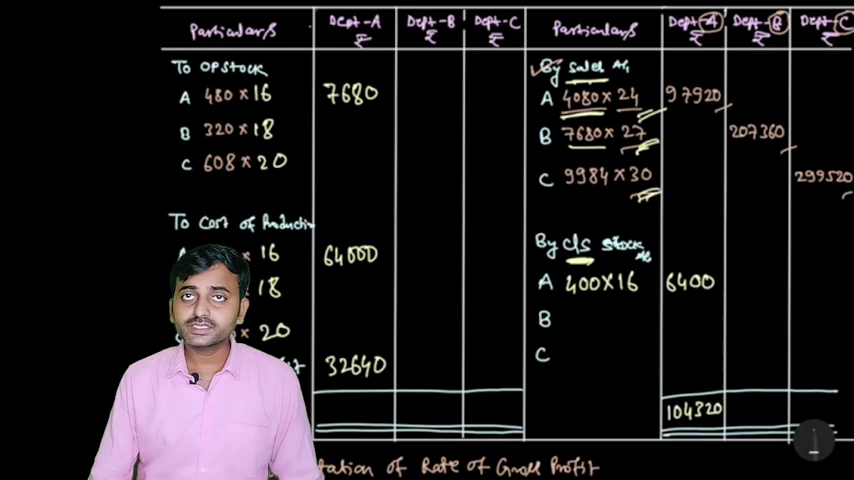 Particulars Dept-A Dept-B Dept-C Particulars Dept-A Dept-B Dept-C
₹ ₹ ₹ ₹ ₹ ₹
To OPSTOCK
A 480 × 16 7680
B 320 × 18
C 608 × 20
To Cost of Production
× 16 64000
× 18
× 20
32640
By Sales A/c
A 4080 × 24 97920
B 7680 × 27 207360
C 9984 × 30 299520
By Cls Stock
A 400 × 16 6400
B
C
104320
tation of Rate of Gross Profit